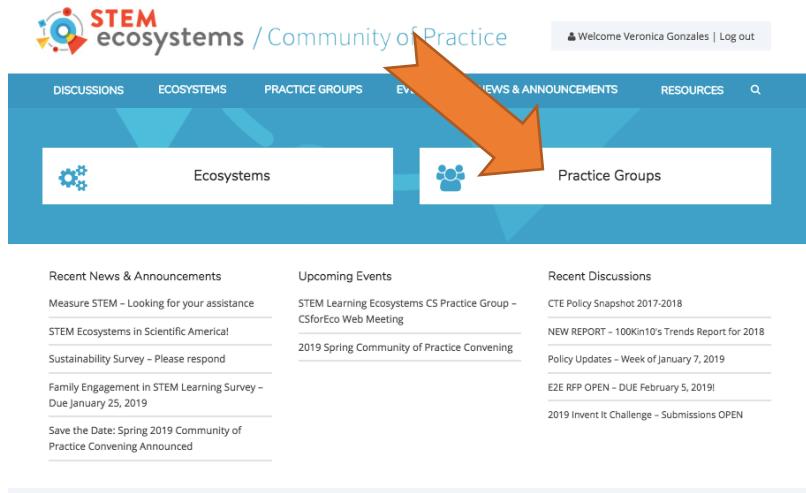 STEM
ecosystems / Community of Practice
Welcome Veronica Gonzales | Log out
DISCUSSIONS ECOSYSTEMS PRACTICE GROUPS NEWS & ANNOUNCEMENTS RESOURCES
Ecosystems
Practice Groups
Recent News & Announcements
Measure STEM – Looking for your assistance
STEM Ecosystems in Scientific America!
Sustainability Survey – Please respond
Family Engagement in STEM Learning Survey –
Due January 25, 2019
Save the Date: Spring 2019 Community of
Practice Convening Announced
Upcoming Events
STEM Learning Ecosystems CS Practice Group –
CSforEco Web Meeting
2019 Spring Community of Practice Convening
Recent Discussions
CTE Policy Snapshot 2017-2018
NEW REPORT – 100Kin10's Trends Report for 2018
Policy Updates – Week of January 7, 2019
E2E RFP OPEN – DUE February 5, 2019!
2019 Invent It Challenge – Submissions OPEN